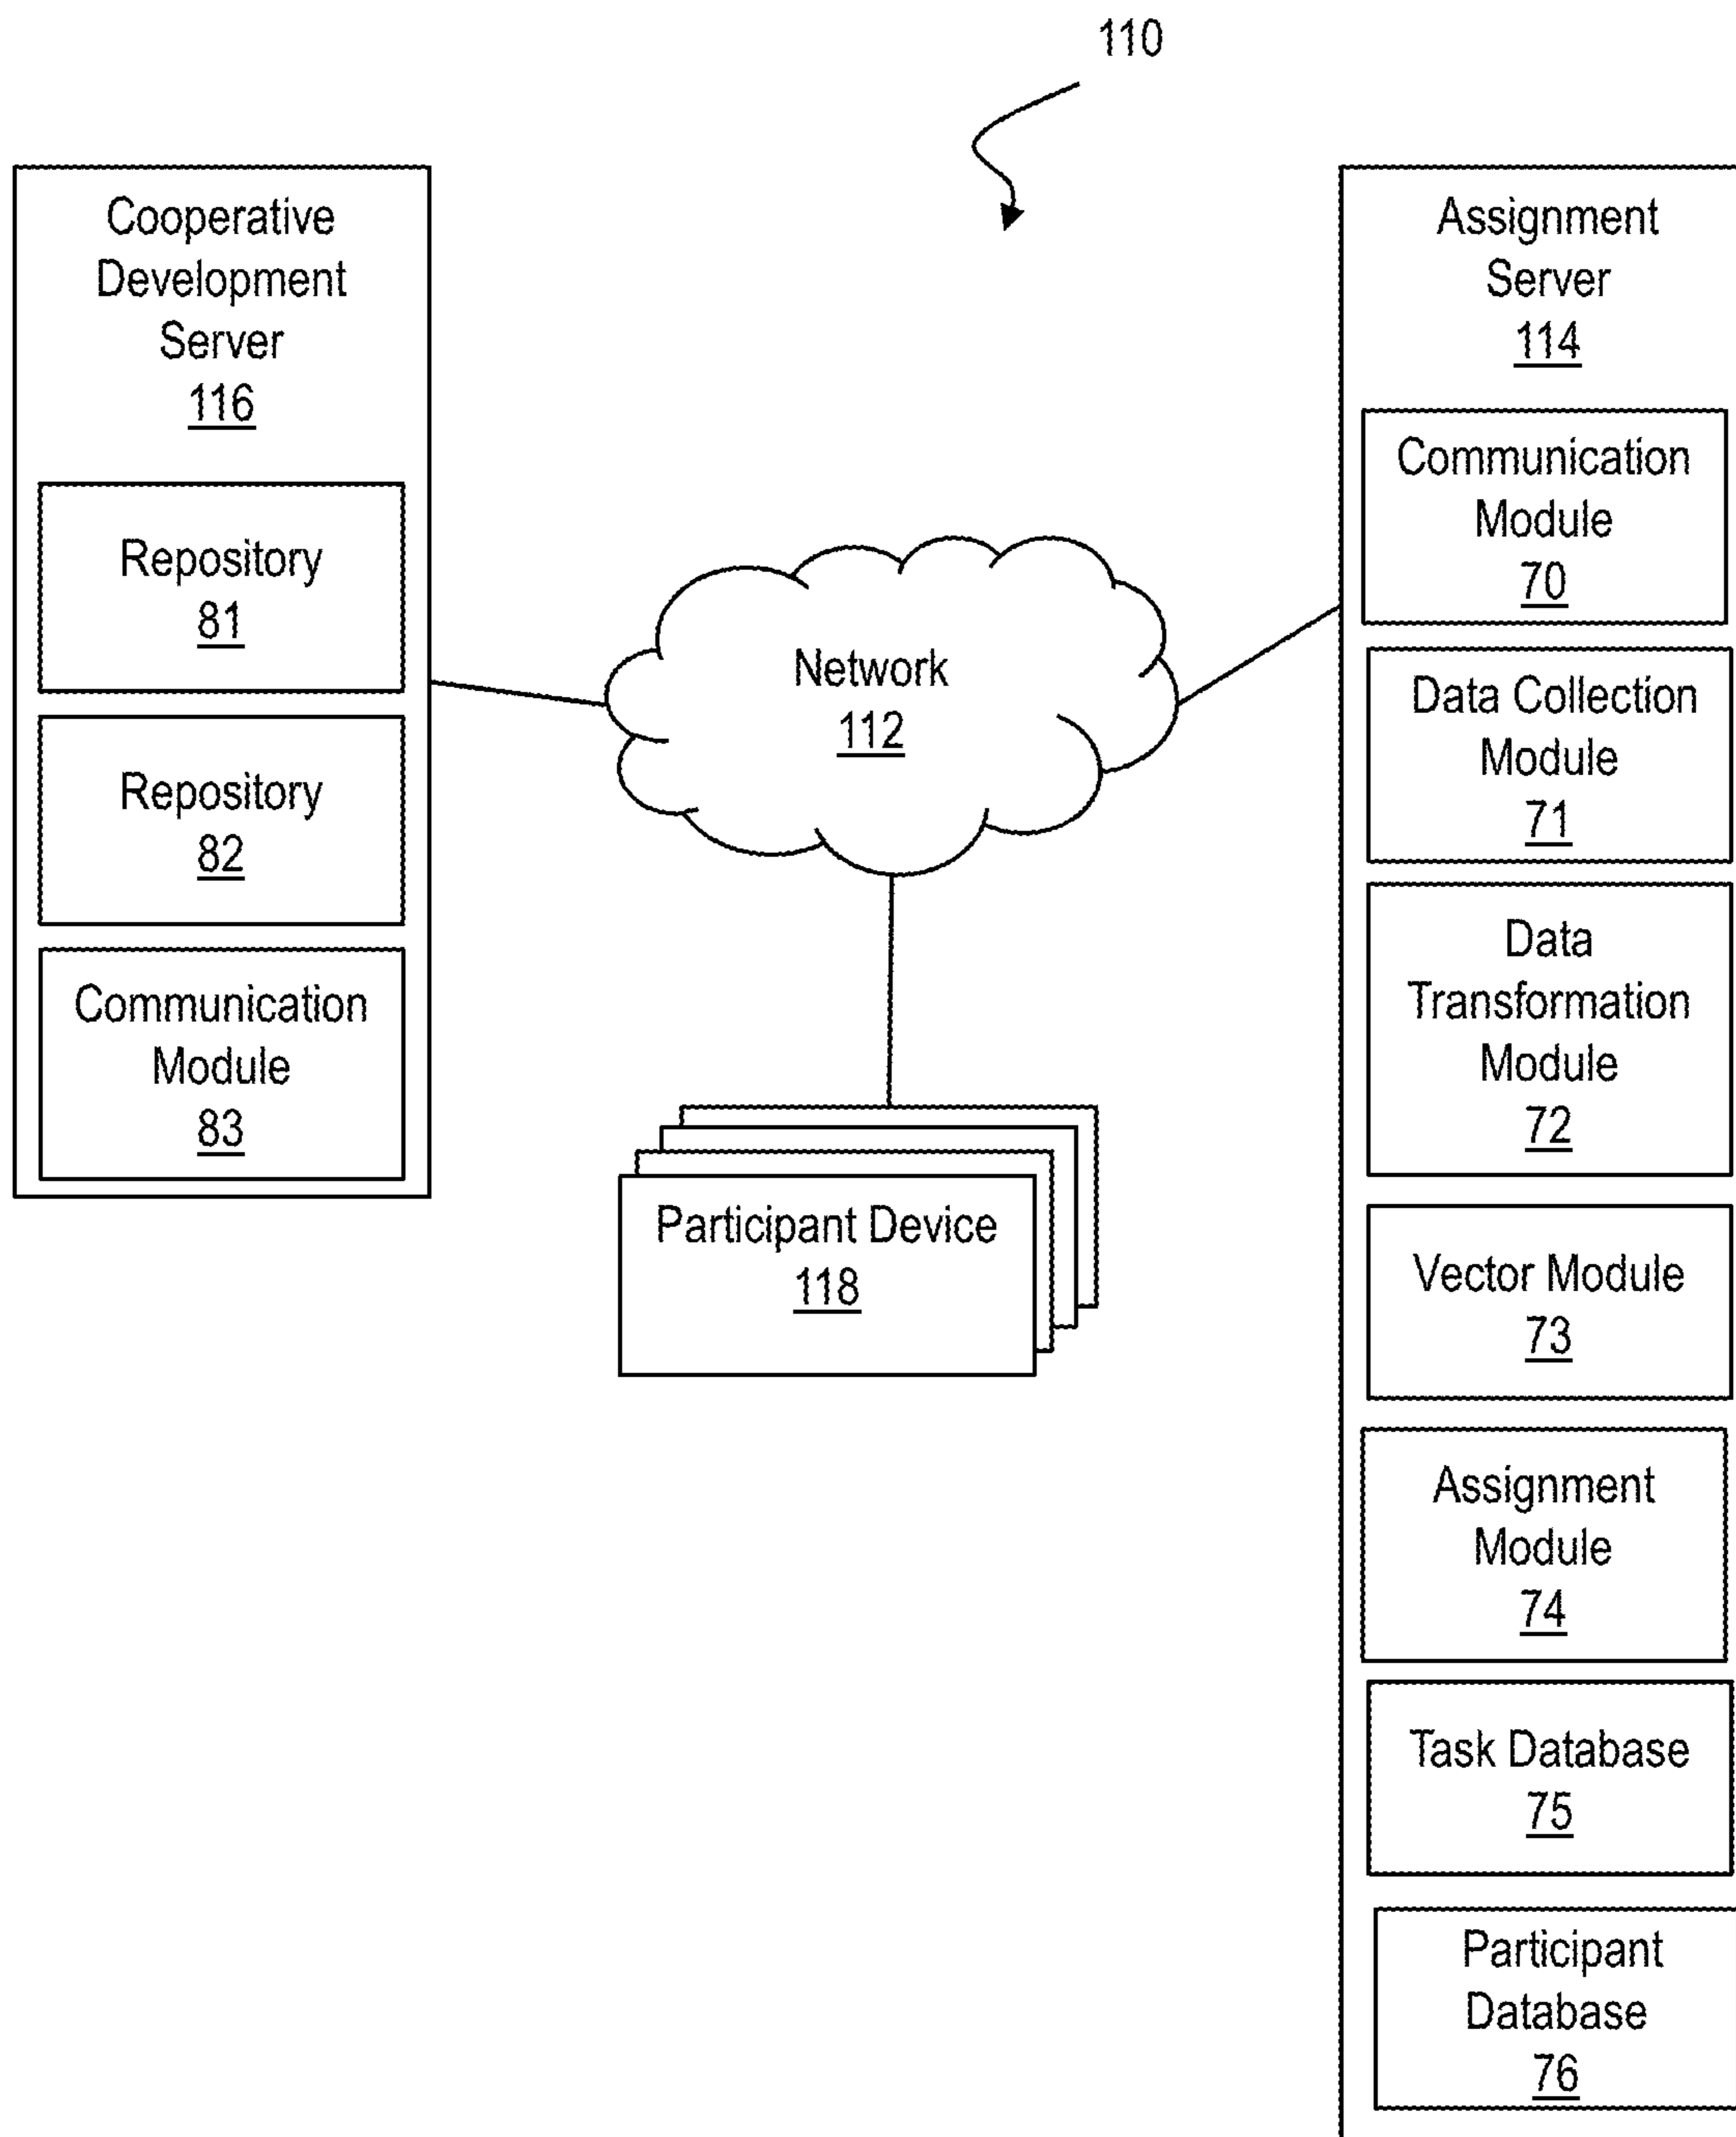 110
Cooperative
Development
Server
116
Repository
81
Repository
82
Communication
Module
83
Network
112
Participant Device
118
Assignment
Server
114
Communication
Module
70
Data Collection
Module
71
Data
Transformation
Module
72
Vector Module
73
Assignment
Module
74
Task Database
75
Participant
Database
76